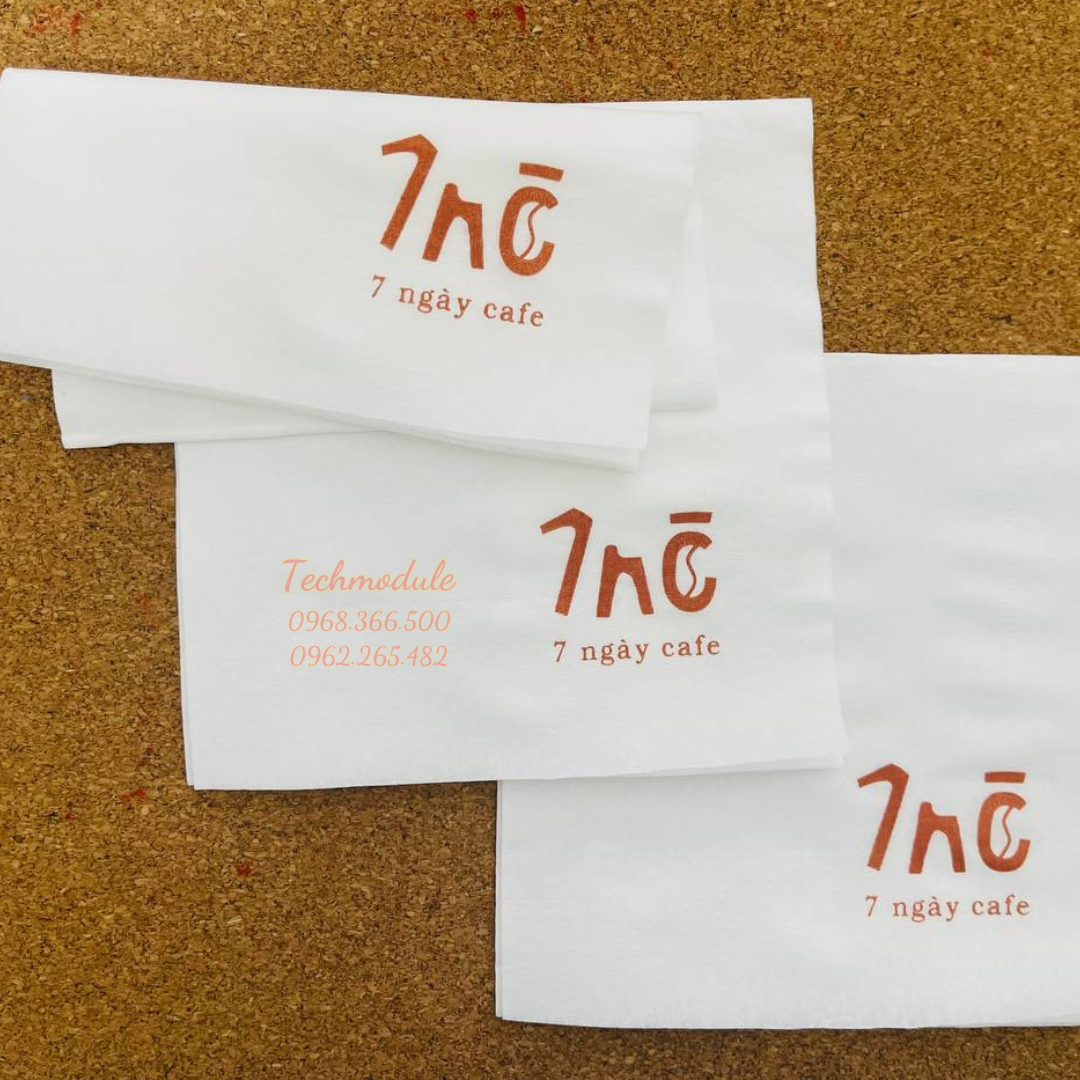 7nc̄
7 ngày cafe
Techmodule
0968.366.500
0962.265.482
7nc̄
7 ngày cafe
7nc̄
7 ngày cafe